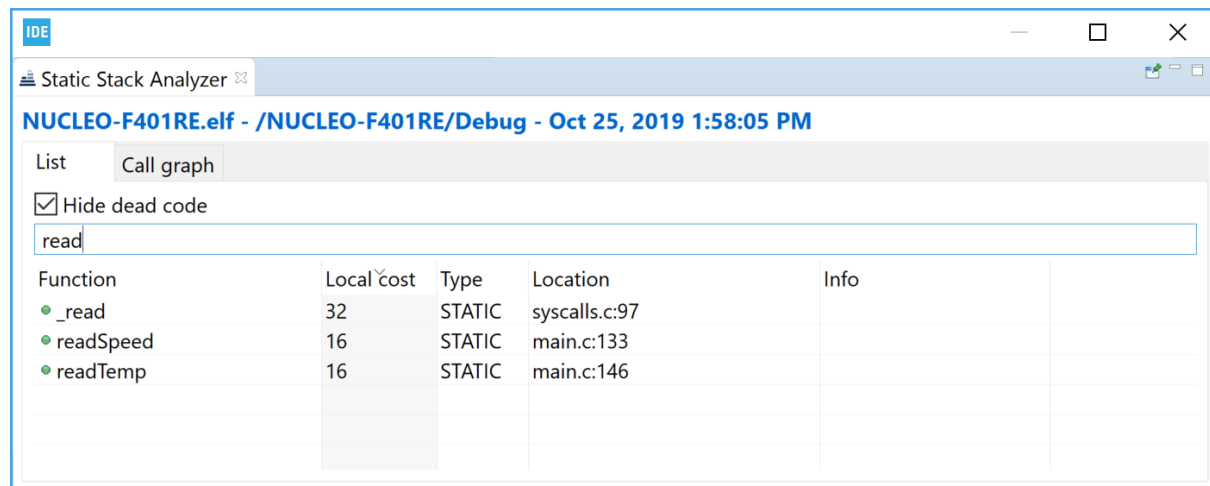 IDE
Static Stack Analyzer
NUCLEO-F401RE.elf - /NUCLEO-F401RE/Debug - Oct 25, 2019 1:58:05 PM
List Call graph
Hide dead code
read
Function Local cost Type Location Info
_read 32 STATIC syscalls.c:97
readSpeed 16 STATIC main.c:133
readTemp 16 STATIC main.c:146